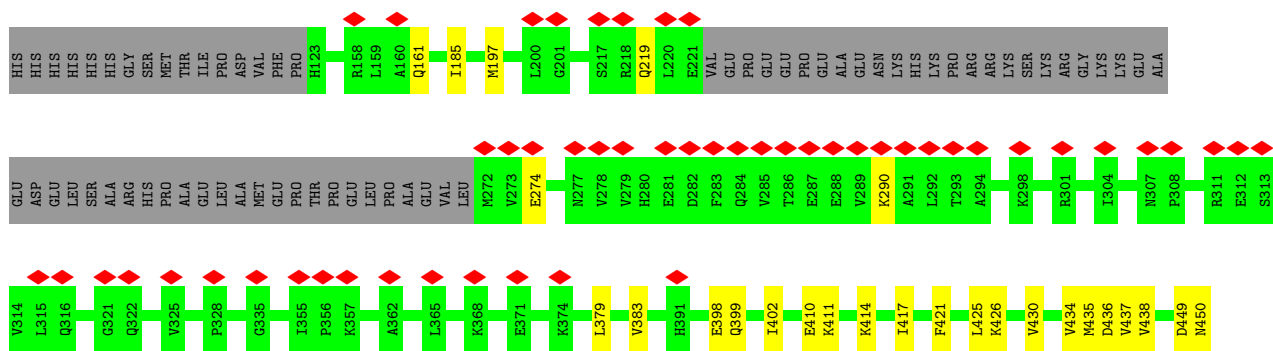 HIS HIS HIS HIS HIS HIS GLY SER MET THR ILE PRO ASP VAL PHE PRO H123 R158 L159 A160 Q161 I185 M197 L200 G201 S217 R218 Q219 L220 E221 VAL GLU PRO GLU GLU PRO GLU ALA GLU ASN LYS HIS LYS PRO ARG ARG LYS SER LYS ARG GLY LYS LYS GLU ALA
GLU ASP GLU LEU SER ALA ARG HIS PRO ALA GLU LEU ALA MET GLU PRO THR PRO GLU LEU PRO ALA GLU VAL LEU M272 V273 E274 N277 V278 V279 H280 E281 D282 F283 Q284 V285 T286 E287 E288 V289 K290 A291 L292 T293 A294 K298 R301 I304 N307 P308 R311 E312 S313
V314 L315 Q316 G321 Q322 V325 P328 G335 I355 P356 K357 A362 L365 K368 E371 K374 L379 V383 H391 E398 Q399 I402 E410 K411 K414 I417 F421 L425 K426 V430 V434 M435 D436 V437 V438 D449 N450